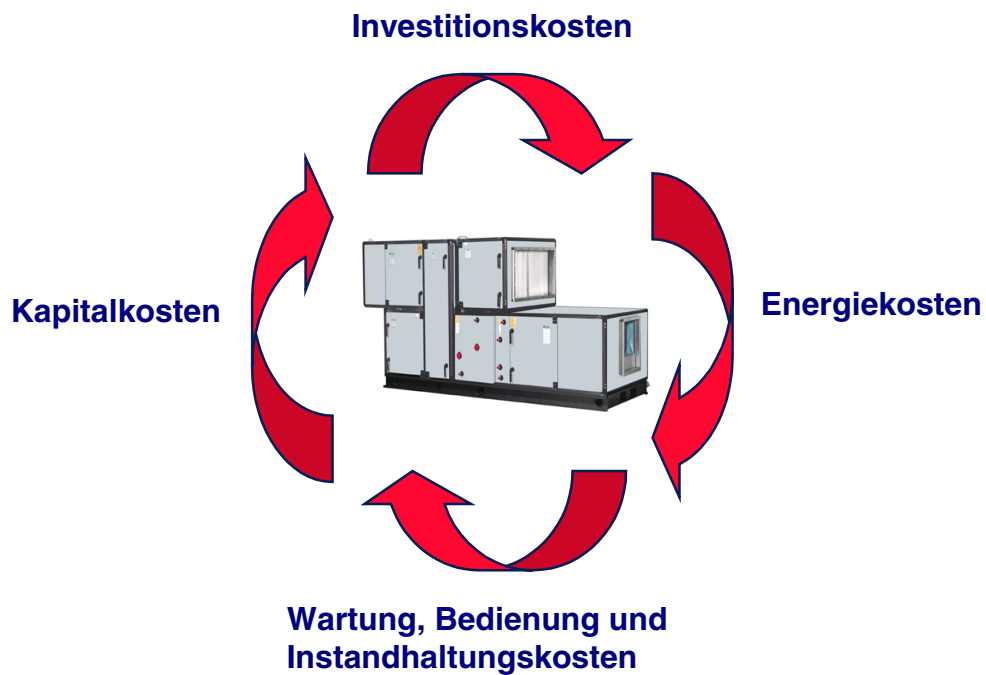 Investitionskosten
Kapitalkosten
Energiekosten
Wartung, Bedienung und
Instandhaltungskosten